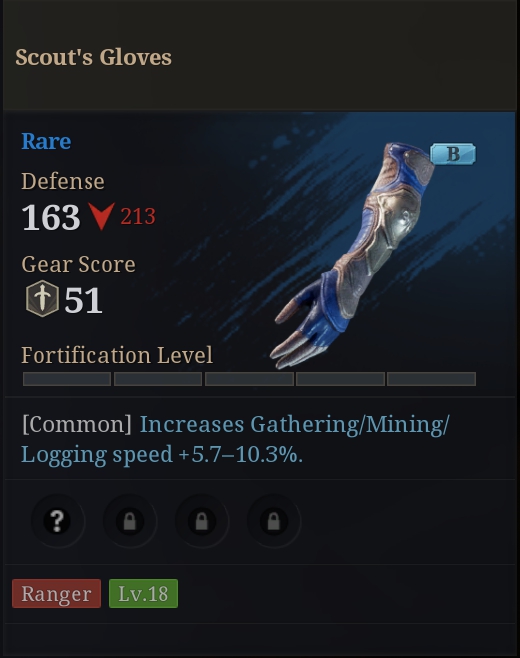 Scout's Gloves
Rare
B
Defense
163 213
Gear Score
51
Fortification Level
[Common] Increases Gathering/Mining/
Logging speed +5.7–10.3%.
?
Ranger Lv.18